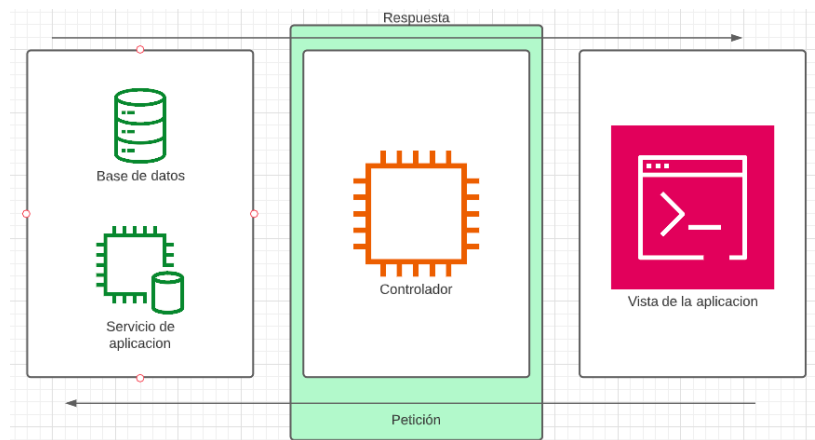 Respuesta
Base de datos
Servicio de
aplicacion
Controlador
Vista de la aplicacion
Petición